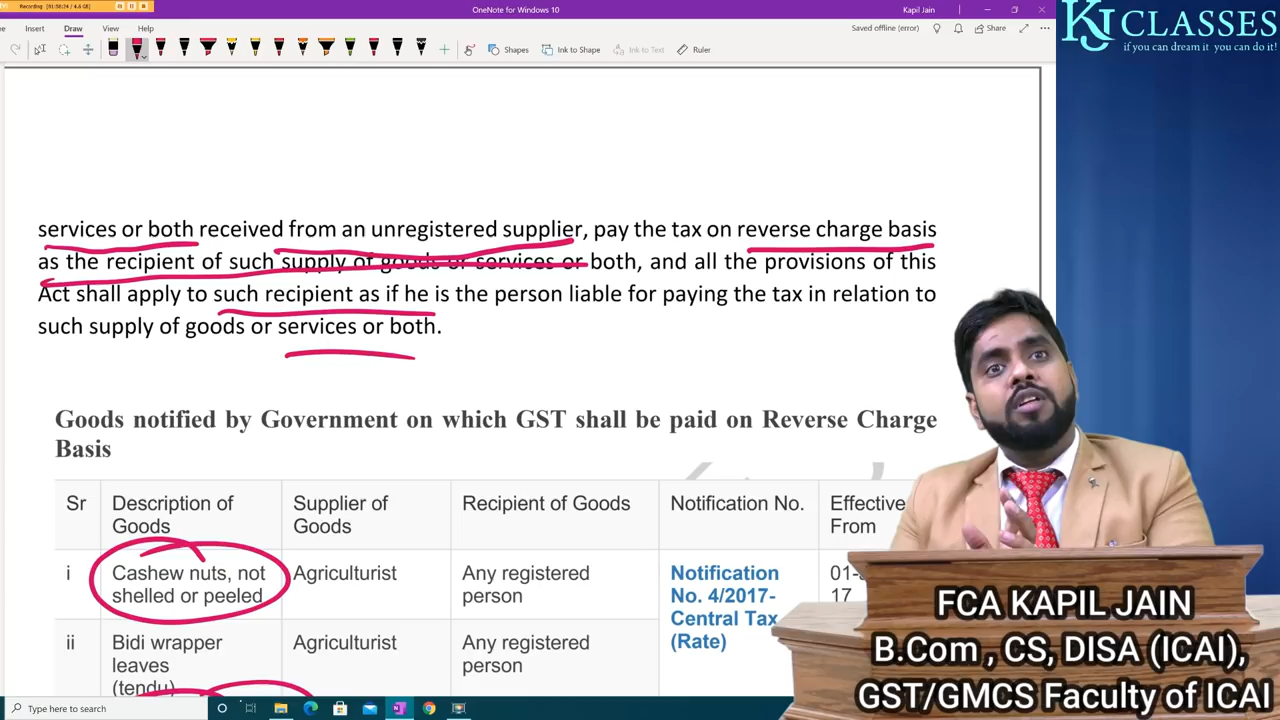 Recording [01:58:24 / 4.6 GB]
OneNote for Windows 10
Kapil Jain
Insert Draw View Help
Saved offline (error) Share
Shapes Ink to Shape Ink to Text Ruler
KJ CLASSES
if you can dream it you can do it!
services or both received from an unregistered supplier, pay the tax on reverse charge basis
as the recipient of such supply of goods or services or both, and all the provisions of this
Act shall apply to such recipient as if he is the person liable for paying the tax in relation to
such supply of goods or services or both.
Goods notified by Government on which GST shall be paid on Reverse Charge
Basis
Sr Description of Goods Supplier of Goods Recipient of Goods Notification No. Effective From
i Cashew nuts, not shelled or peeled Agriculturist Any registered person Notification No. 4/2017-Central Tax (Rate) 17
ii Bidi wrapper leaves (tendu) Agriculturist Any registered person
FCA KAPIL JAIN
B.Com , CS, DISA (ICAI),
GST/GMCS Faculty of ICAI
Type here to search